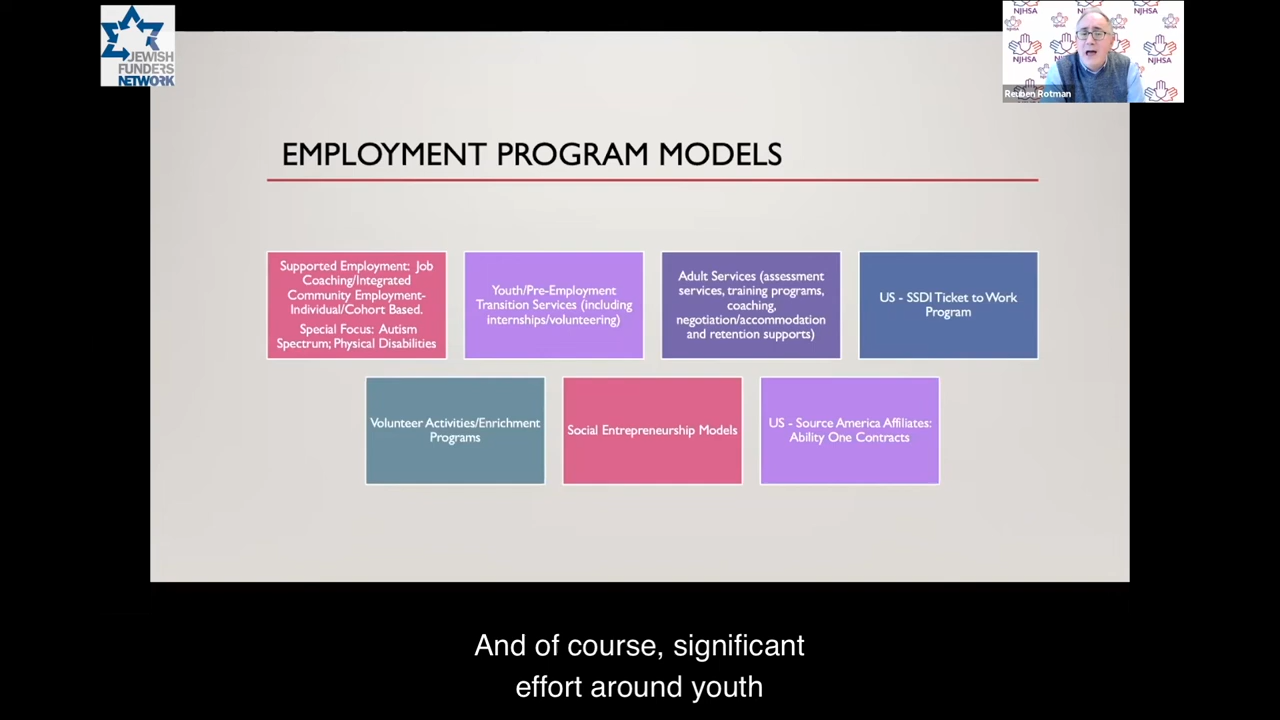 JEWISH
FUNDERS
NETWORK
NJHSA
NJHSA
NJHSA
NJHSA
Reuben Rotman
EMPLOYMENT PROGRAM MODELS
Supported Employment: Job
Coaching/Integrated
Community Employment-
Individual/Cohort Based.
Special Focus: Autism
Spectrum; Physical Disabilities
Youth/Pre-Employment
Transition Services (including
internships/volunteering)
Adult Services (assessment
services, training programs,
coaching,
negotiation/accommodation
and retention supports)
US - SSDI Ticket to Work
Program
Volunteer Activities/Enrichment
Programs
Social Entrepreneurship Models
US - Source America Affiliates:
Ability One Contracts
And of course, significant
effort around youth